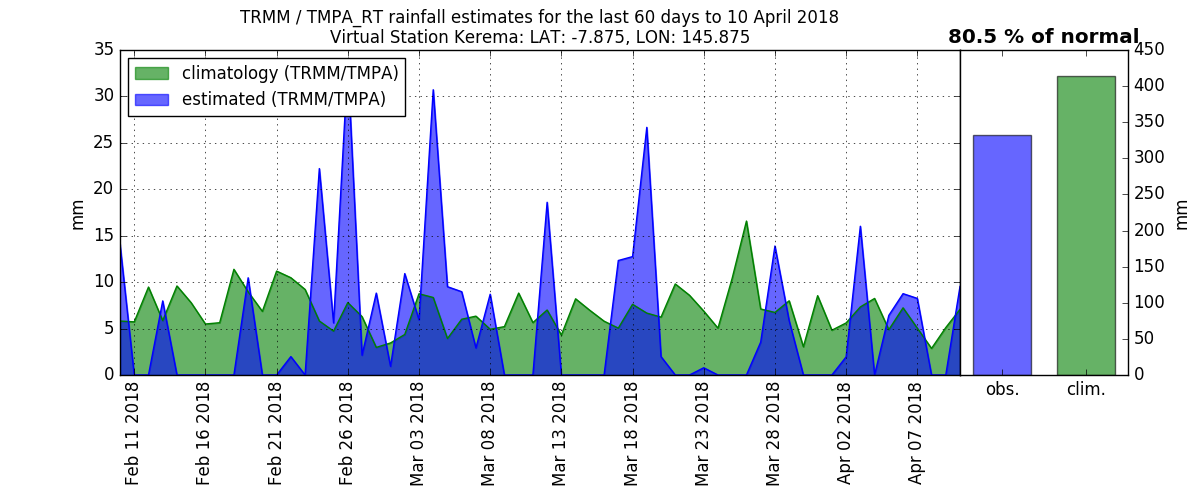 TRMM / TMPA_RT rainfall estimates for the last 60 days to 10 April 2018
Virtual Station Kerema: LAT: -7.875, LON: 145.875
80.5 % of normal
climatology (TRMM/TMPA)
estimated (TRMM/TMPA)
35
30
25
20
15
10
5
0
mm
Feb 11 2018
Feb 16 2018
Feb 21 2018
Feb 26 2018
Mar 03 2018
Mar 08 2018
Mar 13 2018
Mar 18 2018
Mar 23 2018
Mar 28 2018
Apr 02 2018
Apr 07 2018
450
400
350
300
250
200
150
100
50
0
mm
obs.
clim.